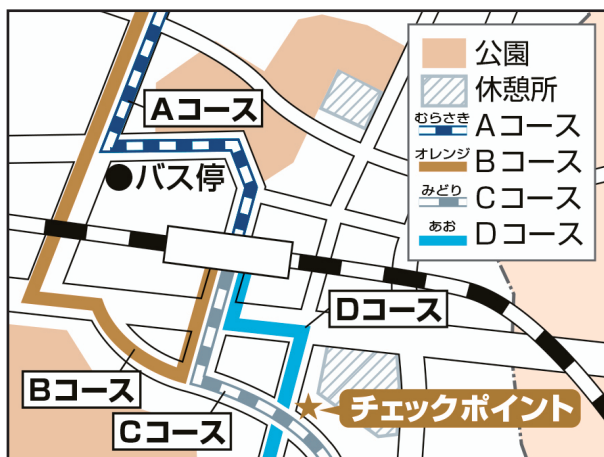 Aコース
バス停
Dコース
Bコース
Cコース
チェックポイント
公園
休憩所
むらさき
Aコース
オレンジ
Bコース
みどり
Cコース
あお
Dコース